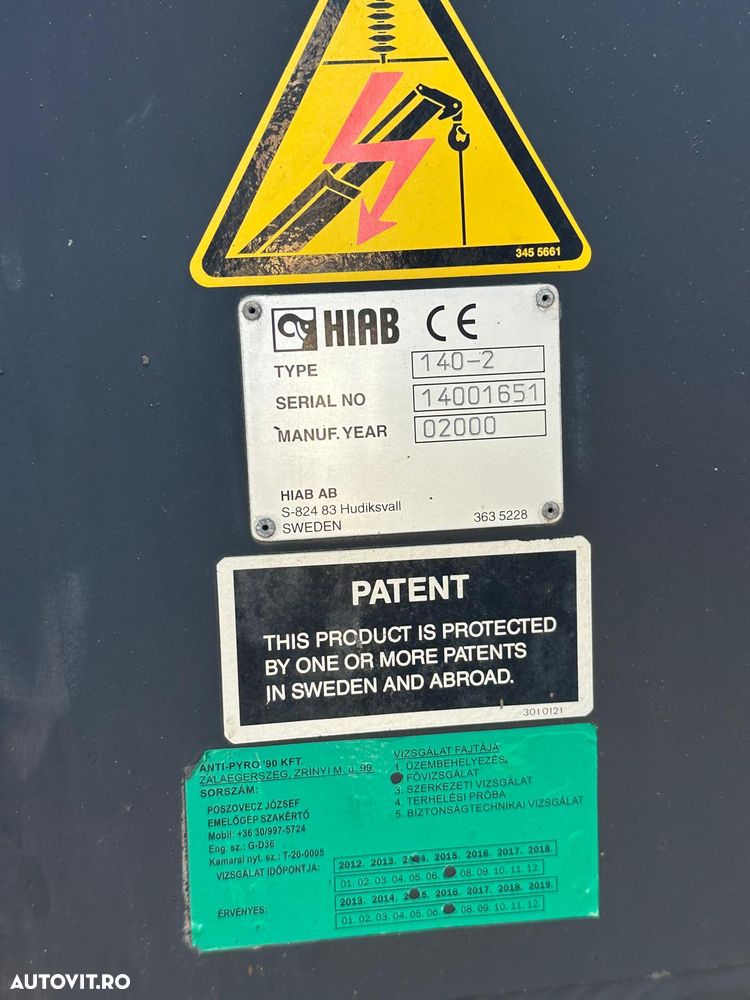 345 5661
HIAB CE
TYPE 140-2
SERIAL NO 14001651
MANUF. YEAR 02000
HIAB AB
S-824 83 Hudiksvall
SWEDEN 363 5228
PATENT
THIS PRODUCT IS PROTECTED
BY ONE OR MORE PATENTS
IN SWEDEN AND ABROAD.
301 0121
ANTI-PYRO '90 KFT.
ZALAEGERSZEG, ZRÍNYI M. u. 99.
SORSZÁM:
POSZOVECZ JÓZSEF
EMELŐGÉP SZAKÉRTŐ
Mobil: +36 30/997-5724
Eng. sz.: G-D36
Kamarai nyt. sz.: T-20-0005
VIZSGÁLAT FAJTÁJA
1. ÜZEMBEHELYEZÉS,
FŐVIZSGÁLAT
3. SZERKEZETI VIZSGÁLAT
4. TERHELÉSI PRÓBA
5. BIZTONSÁGTECHNIKAI VIZSGÁLAT
VIZSGÁLAT IDŐPONTJA:
2012. 2013. 2014. 2015. 2016. 2017. 2018.
01. 02. 03. 04. 05. 06 08. 09. 10. 11. 12.
ÉRVÉNYES:
2013. 2014. 2015. 2016. 2017. 2018. 2019.
01. 02. 03. 04. 05. 06 08. 09. 10. 11. 12.
AUTOVIT.RO